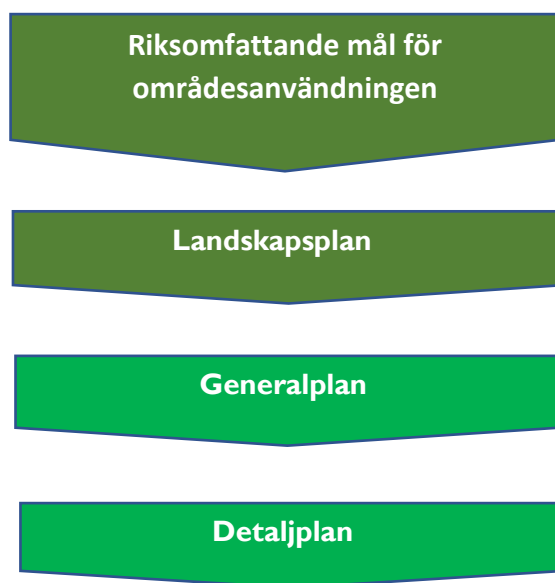 Riksomfattande mål för
områdesanvändningen
Landskapsplan
Generalplan
Detaljplan